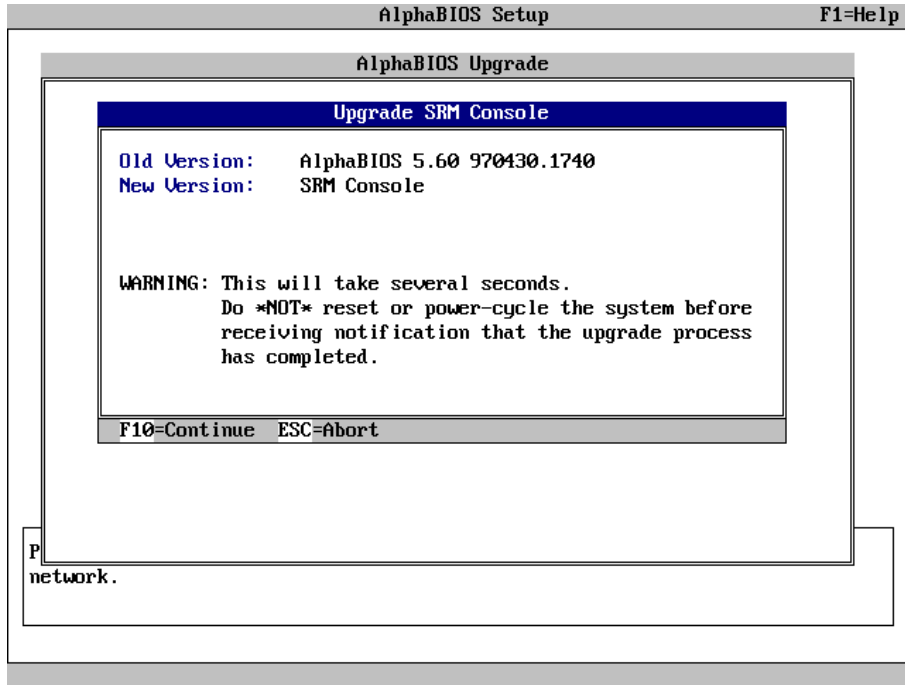 AlphaBIOS Setup F1=Help
AlphaBIOS Upgrade
Upgrade SRM Console
Old Version: AlphaBIOS 5.60 970430.1740
New Version: SRM Console
WARNING: This will take several seconds.
Do *NOT* reset or power-cycle the system before
receiving notification that the upgrade process
has completed.
F10=Continue ESC=Abort
P
network.